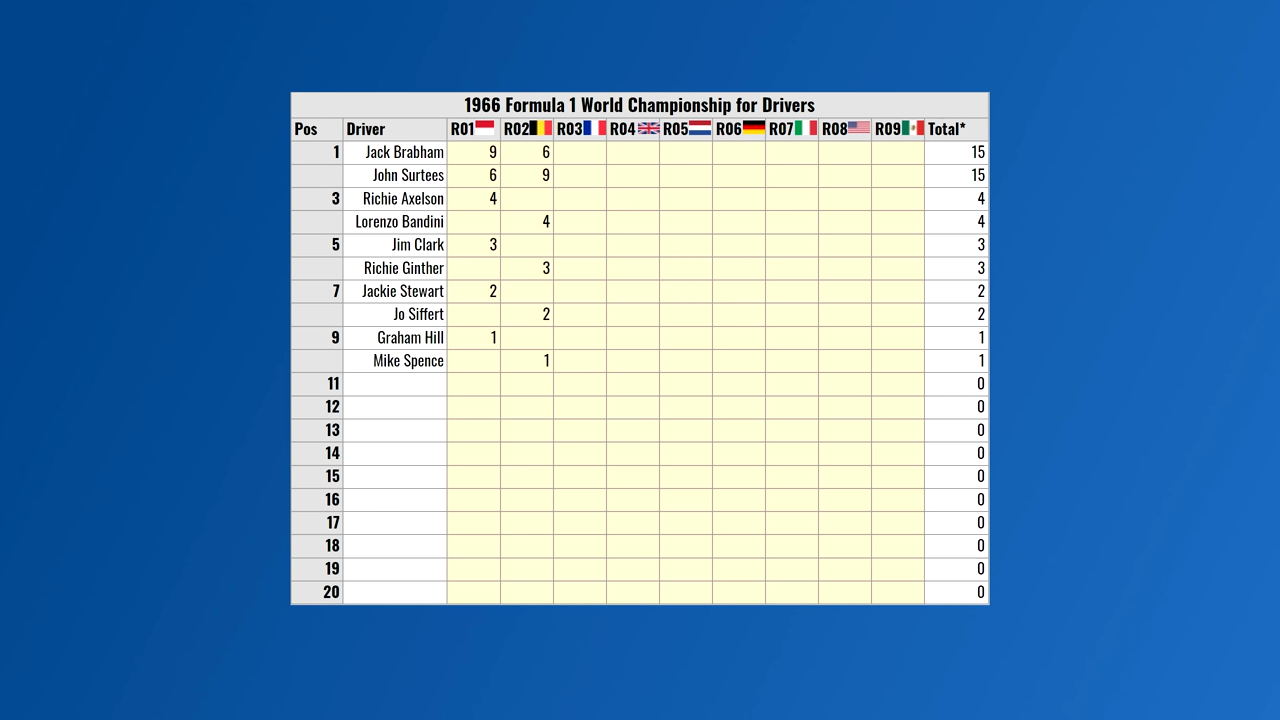 1966 Formula 1 World Championship for Drivers
Pos Driver R01 R02 R03 R04 R05 R06 R07 R08 R09 Total*
1 Jack Brabham 9 6 15
John Surtees 6 9 15
3 Richie Axelson 4 4
Lorenzo Bandini 4 4
5 Jim Clark 3 3
Richie Ginther 3 3
7 Jackie Stewart 2 2
Jo Siffert 2 2
9 Graham Hill 1 1
Mike Spence 1 1
11 0
12 0
13 0
14 0
15 0
16 0
17 0
18 0
19 0
20 0